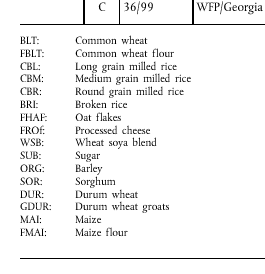 C 36/99 WFP/Georgia
BLT: Common wheat
FBLT: Common wheat flour
CBL: Long grain milled rice
CBM: Medium grain milled rice
CBR: Round grain milled rice
BRI: Broken rice
FHAF: Oat flakes
FROf: Processed cheese
WSB: Wheat soya blend
SUB: Sugar
ORG: Barley
SOR: Sorghum
DUR: Durum wheat
GDUR: Durum wheat groats
MAI: Maize
FMAI: Maize flour